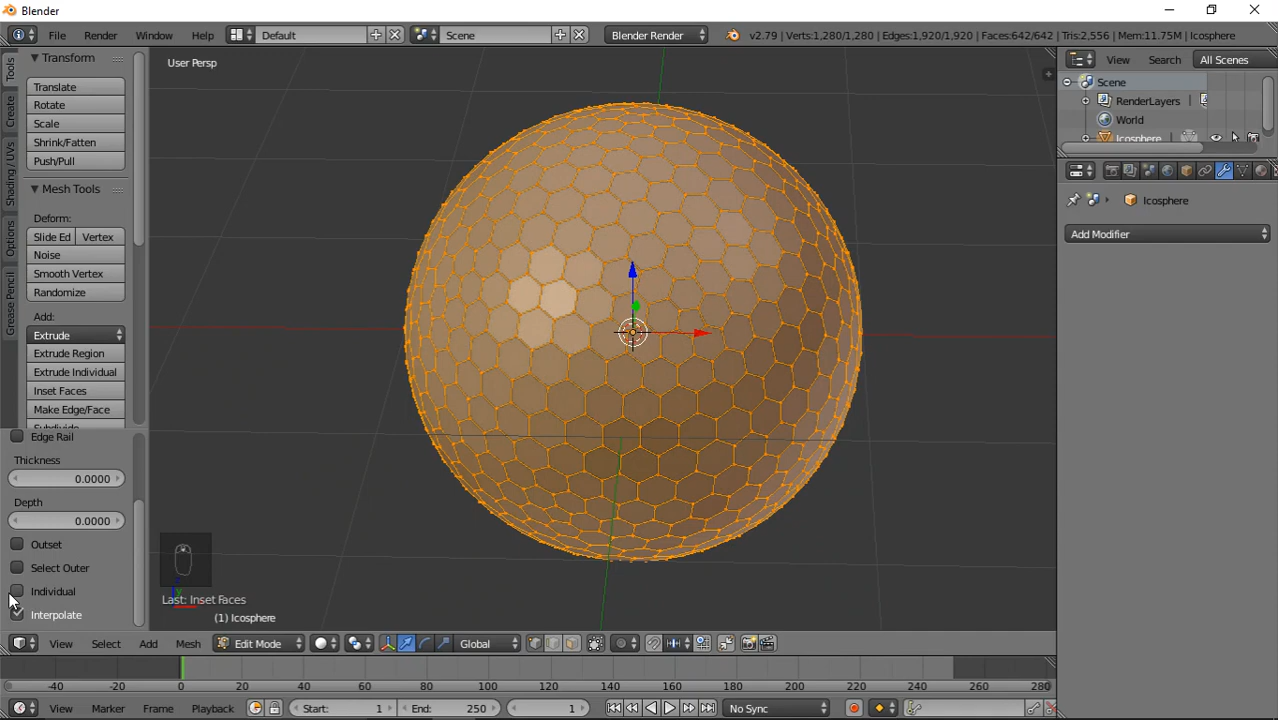 Blender
File Render Window Help Default Scene Blender Render v2.79 | Verts:1,280/1,280 | Edges:1,920/1,920 | Faces:642/642 | Tris:2,556 | Mem:11.75M | Icosphere
Tools
Create
Shading / UVs
Options
Grease Pencil
Transform
Translate
Rotate
Scale
Shrink/Fatten
Push/Pull
Mesh Tools
Deform:
Slide Ed Vertex
Noise
Smooth Vertex
Randomize
Add:
Extrude
Extrude Region
Extrude Individual
Inset Faces
Make Edge/Face
Subdivide
Edge Rail
Thickness
0.0000
Depth
0.0000
Outset
Select Outer
Individual
Interpolate
User Persp
Last: Inset Faces
(1) Icosphere
View Search All Scenes
Scene
RenderLayers
World
Icosphere
Icosphere
Add Modifier
View Select Add Mesh Edit Mode Global
-40 -20 0 20 40 60 80 100 120 140 160 180 200 220 240 260 280
View Marker Frame Playback Start: 1 End: 250 1 No Sync